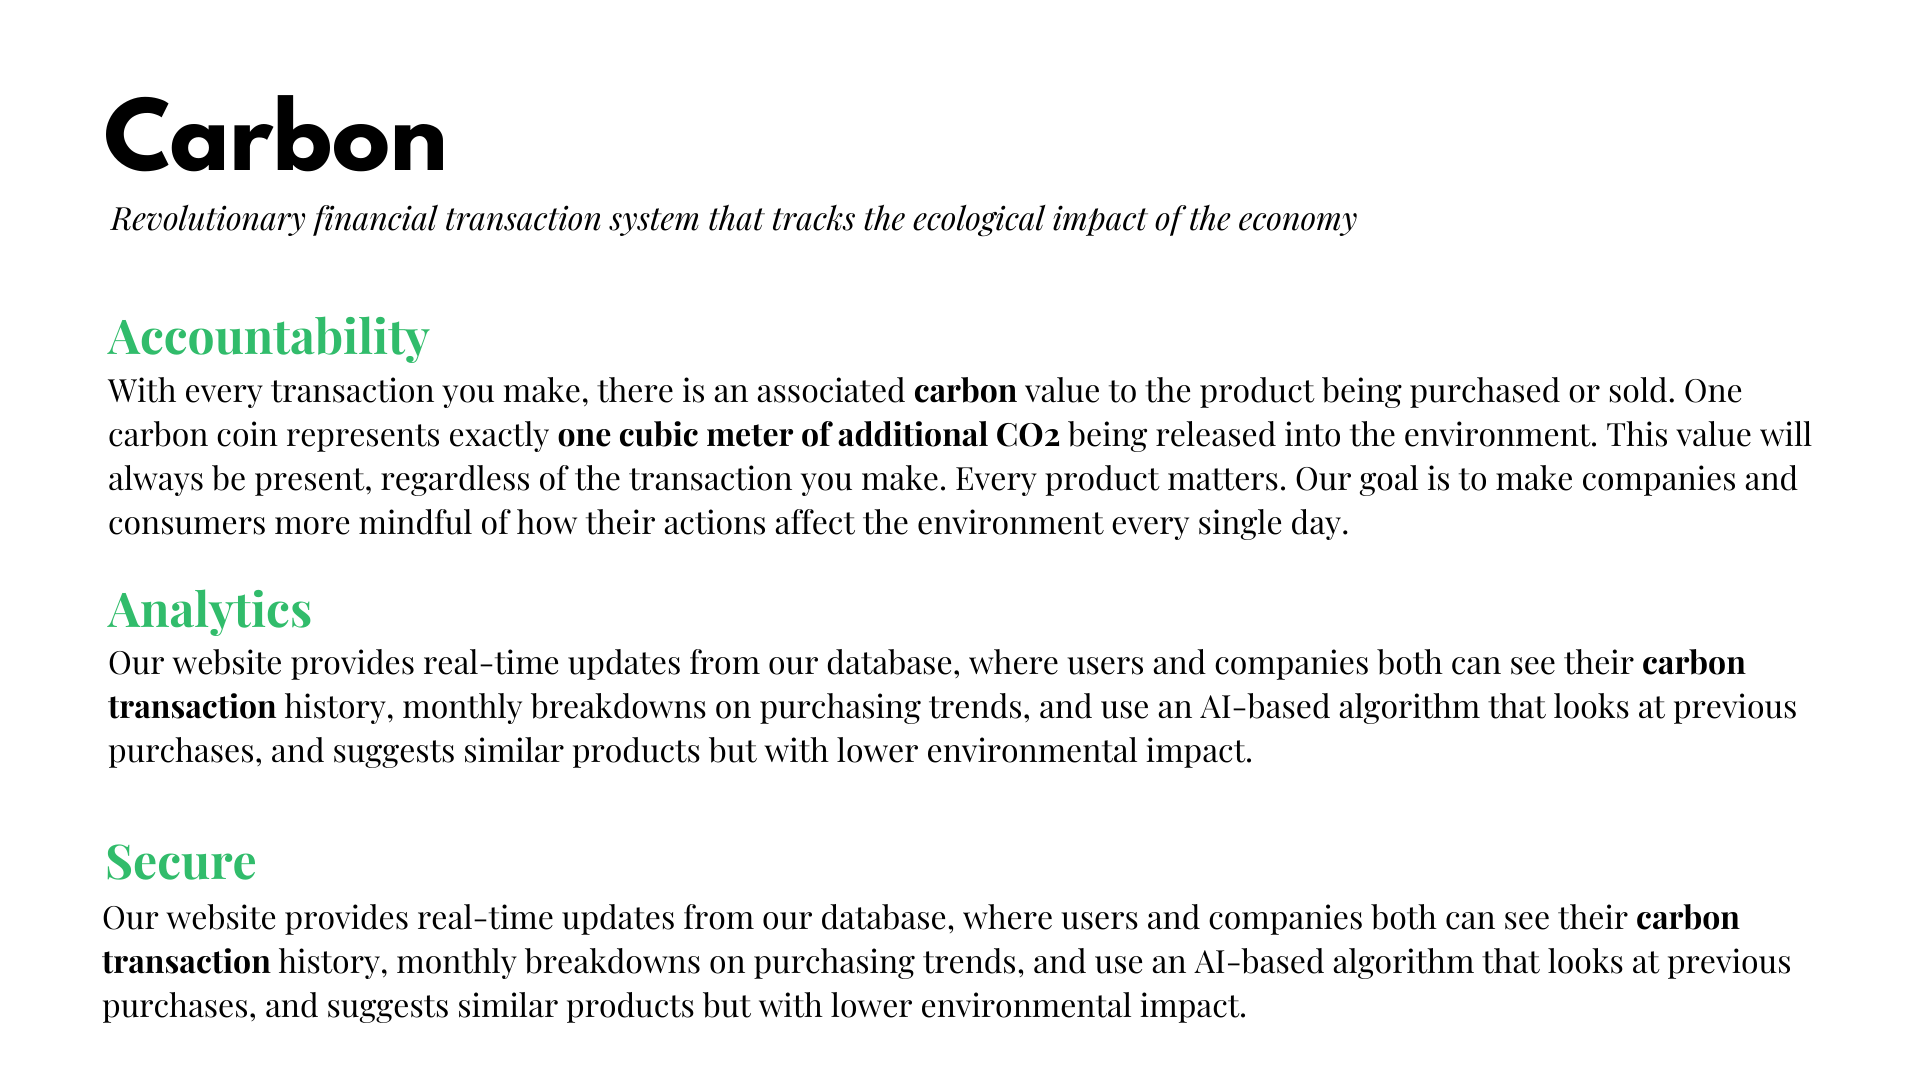 Carbon
Revolutionary financial transaction system that tracks the ecological impact of the economy
Accountability
With every transaction you make, there is an associated carbon value to the product being purchased or sold. One
carbon coin represents exactly one cubic meter of additional CO2 being released into the environment. This value will
always be present, regardless of the transaction you make. Every product matters. Our goal is to make companies and
consumers more mindful of how their actions affect the environment every single day.
Analytics
Our website provides real-time updates from our database, where users and companies both can see their carbon
transaction history, monthly breakdowns on purchasing trends, and use an AI-based algorithm that looks at previous
purchases, and suggests similar products but with lower environmental impact.
Secure
Our website provides real-time updates from our database, where users and companies both can see their carbon
transaction history, monthly breakdowns on purchasing trends, and use an AI-based algorithm that looks at previous
purchases, and suggests similar products but with lower environmental impact.